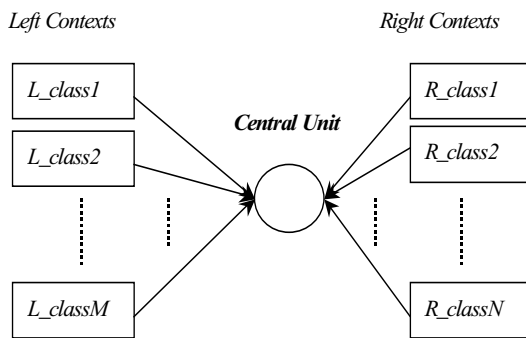 Left Contexts
Right Contexts
L_class1
R_class1
Central Unit
L_class2
R_class2
L_classM
R_classN